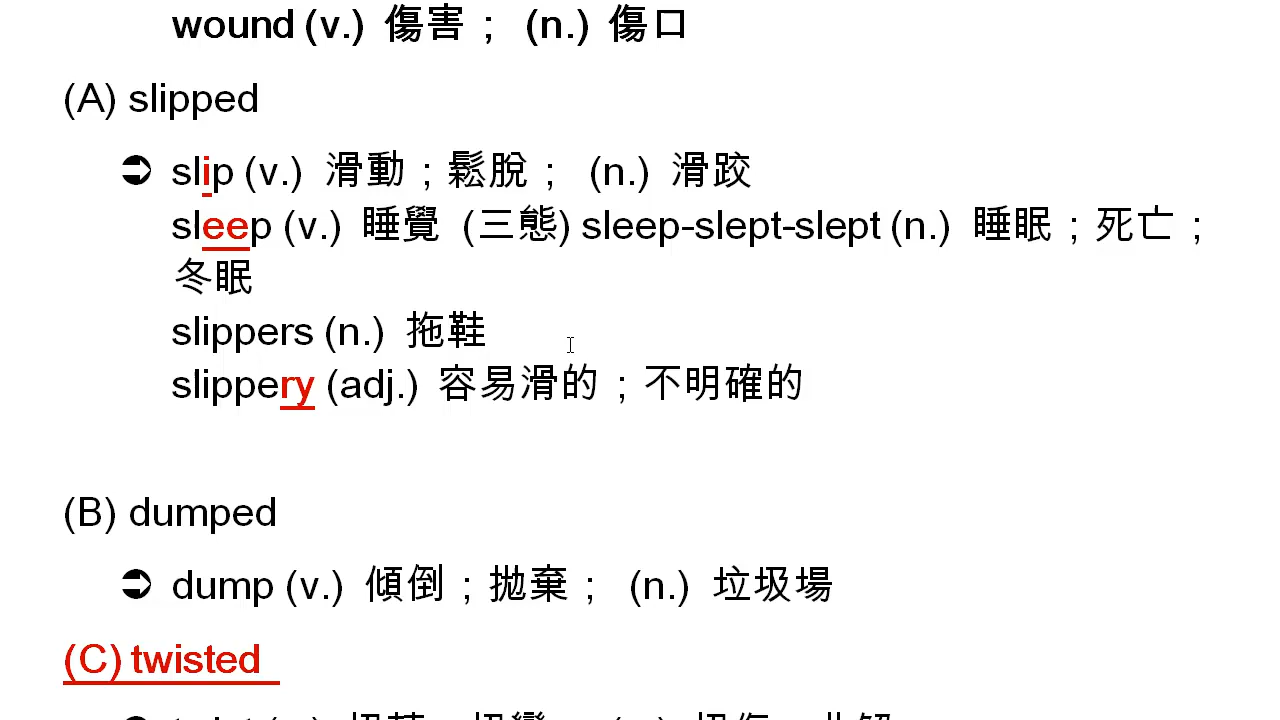 wound (v.) 傷害； (n.) 傷口
(A) slipped
➲ slip (v.) 滑動；鬆脫； (n.) 滑跤
sleep (v.) 睡覺 (三態) sleep-slept-slept (n.) 睡眠；死亡；
冬眠
slippers (n.) 拖鞋
slippery (adj.) 容易滑的；不明確的
(B) dumped
➲ dump (v.) 傾倒；拋棄； (n.) 垃圾場
(C) twisted